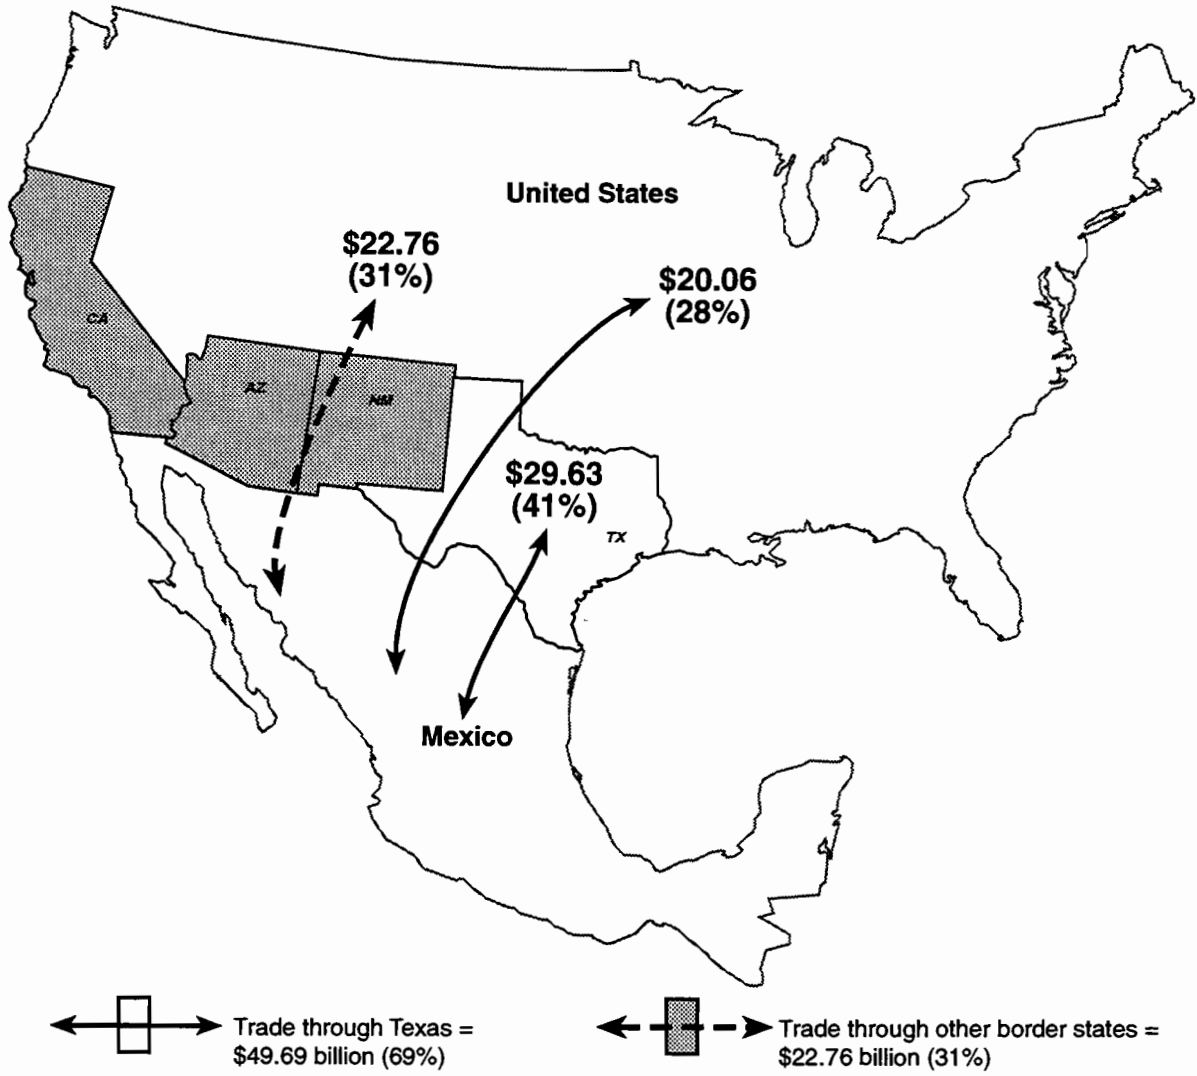 United States
$22.76
(31%)
$20.06
(28%)
CA
AZ
NM
$29.63
(41%)
TX
Mexico
Trade through Texas =
$49.69 billion (69%)
Trade through other border states =
$22.76 billion (31%)